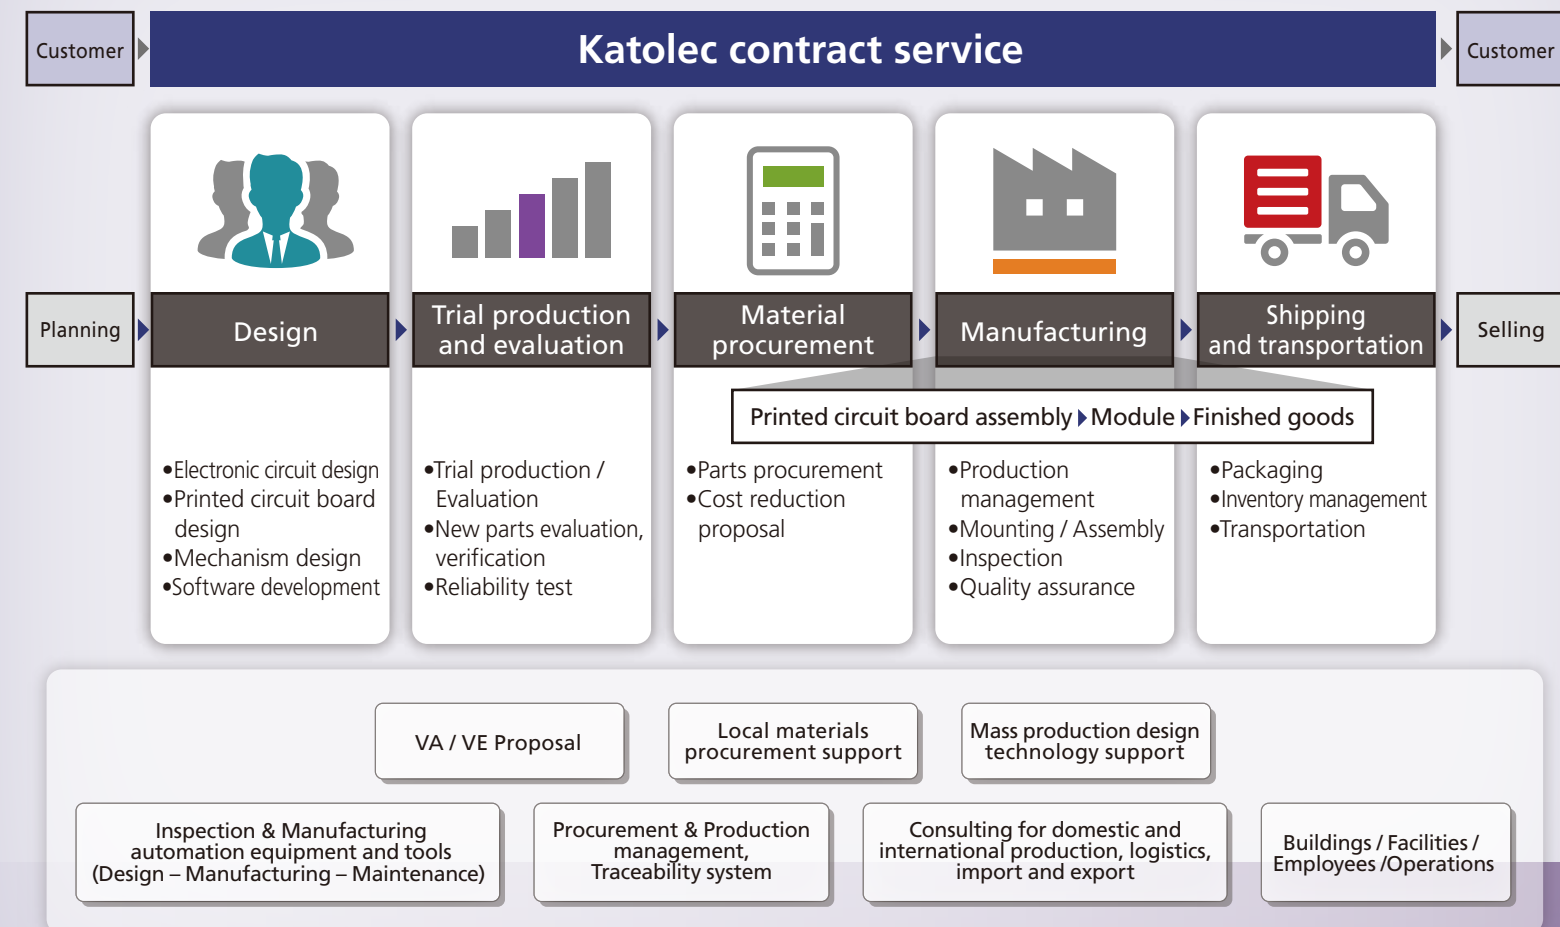 Customer
Katolec contract service
Customer
Planning
Design
Trial production
and evaluation
Material
procurement
Manufacturing
Shipping
and transportation
Selling
Printed circuit board assembly Module Finished goods
•Electronic circuit design
•Printed circuit board
design
•Mechanism design
•Software development
•Trial production /
Evaluation
•New parts evaluation,
verification
•Reliability test
•Parts procurement
•Cost reduction
proposal
•Production
management
•Mounting / Assembly
•Inspection
•Quality assurance
•Packaging
•Inventory management
•Transportation
VA / VE Proposal
Local materials
procurement support
Mass production design
technology support
Inspection & Manufacturing
automation equipment and tools
(Design – Manufacturing – Maintenance)
Procurement & Production
management,
Traceability system
Consulting for domestic and
international production, logistics,
import and export
Buildings / Facilities /
Employees /Operations